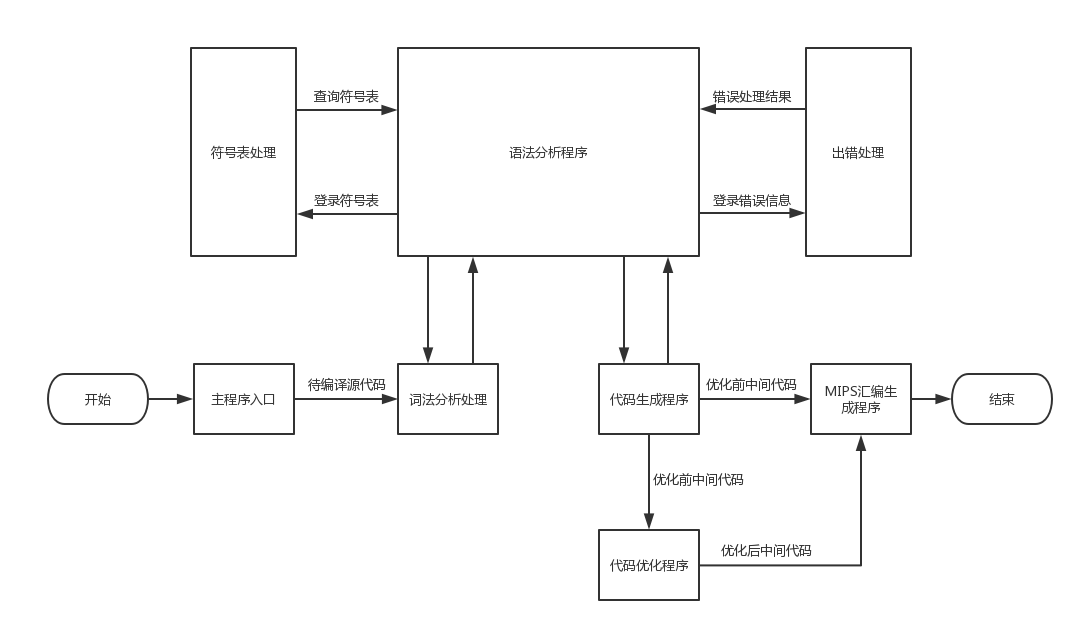 查询符号表
错误处理结果
符号表处理
语法分析程序
出错处理
登录符号表
登录错误信息
开始
主程序入口
待编译源代码
词法分析处理
代码生成程序
优化前中间代码
MIPS汇编生
成程序
结束
优化前中间代码
代码优化程序
优化后中间代码